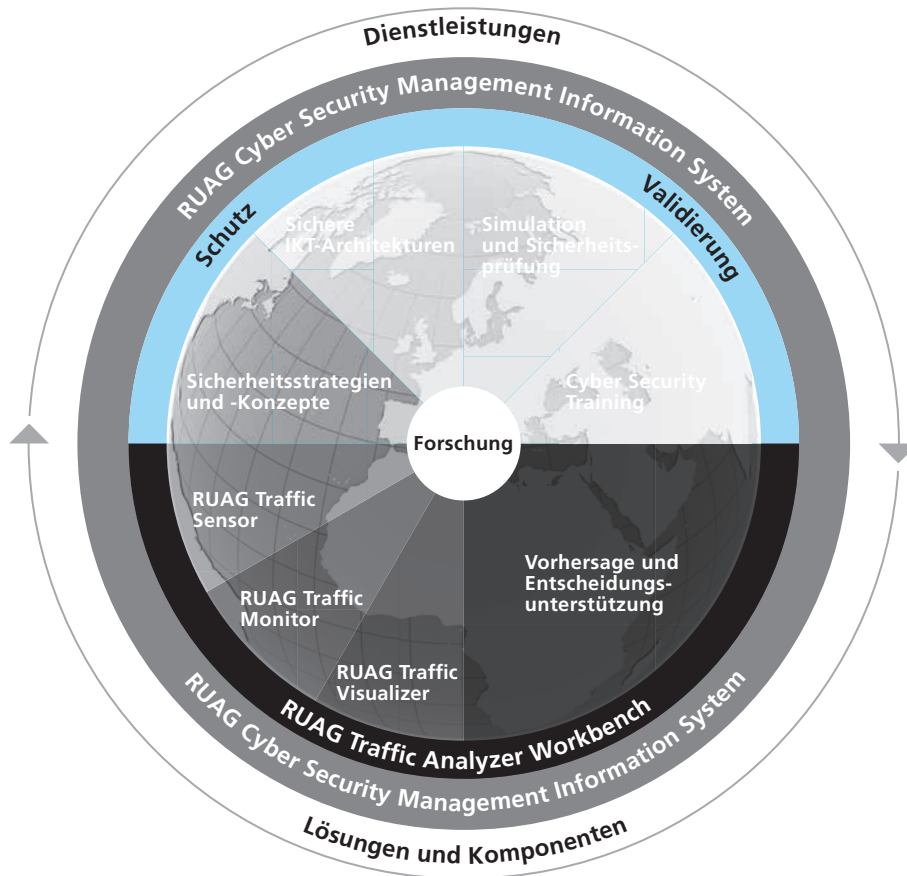 Dienstleistungen
RUAG Cyber Security Management Information System
Schutz
Validierung
Sichere
IKT-Architekturen
Simulation
und Sicherheits-
prüfung
Sicherheitsstrategien
und -Konzepte
Cyber Security
Training
Forschung
RUAG Traffic
Sensor
Vorhersage und
Entscheidungs-
unterstützung
RUAG Traffic
Monitor
RUAG Traffic
Visualizer
RUAG Traffic Analyzer Workbench
RUAG Cyber Security Management Information System
Lösungen und Komponenten